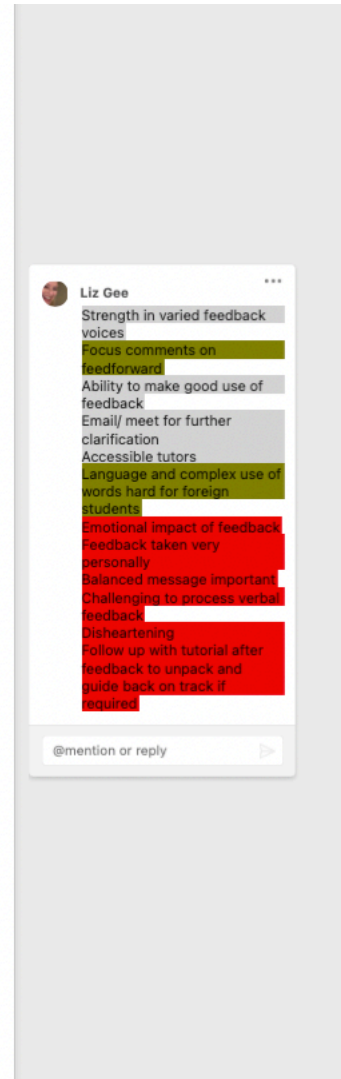 Liz Gee
Strength in varied feedback
voices
Focus comments on
feedforward
Ability to make good use of
feedback
Email/ meet for further
clarification
Accessible tutors
Language and complex use of
words hard for foreign
students
Emotional impact of feedback
Feedback taken very
personally
Balanced message important
Challenging to process verbal
feedback
Disheartening
Follow up with tutorial after
feedback to unpack and
guide back on track if
required
@mention or reply